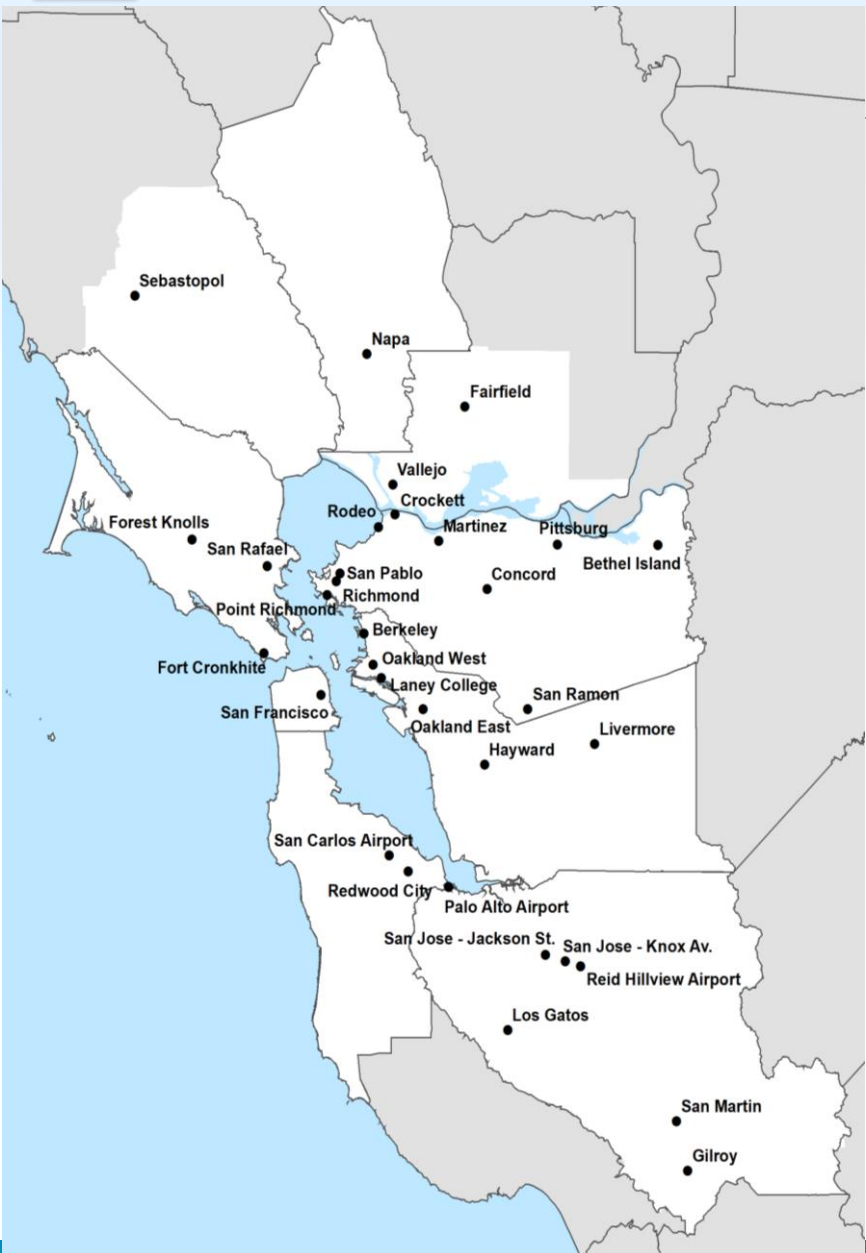 Sebastopol
Napa
Fairfield
Vallejo
Crockett
Rodeo
Martinez
Pittsburg
Forest Knolls
San Rafael
Bethel Island
San Pablo
Concord
Richmond
Point Richmond
Berkeley
Oakland West
Fort Cronkhite
Laney College
San Ramon
San Francisco
Oakland East
Livermore
Hayward
San Carlos Airport
Redwood City
Palo Alto Airport
San Jose - Jackson St.
San Jose - Knox Av.
Reid Hillview Airport
Los Gatos
San Martin
Gilroy